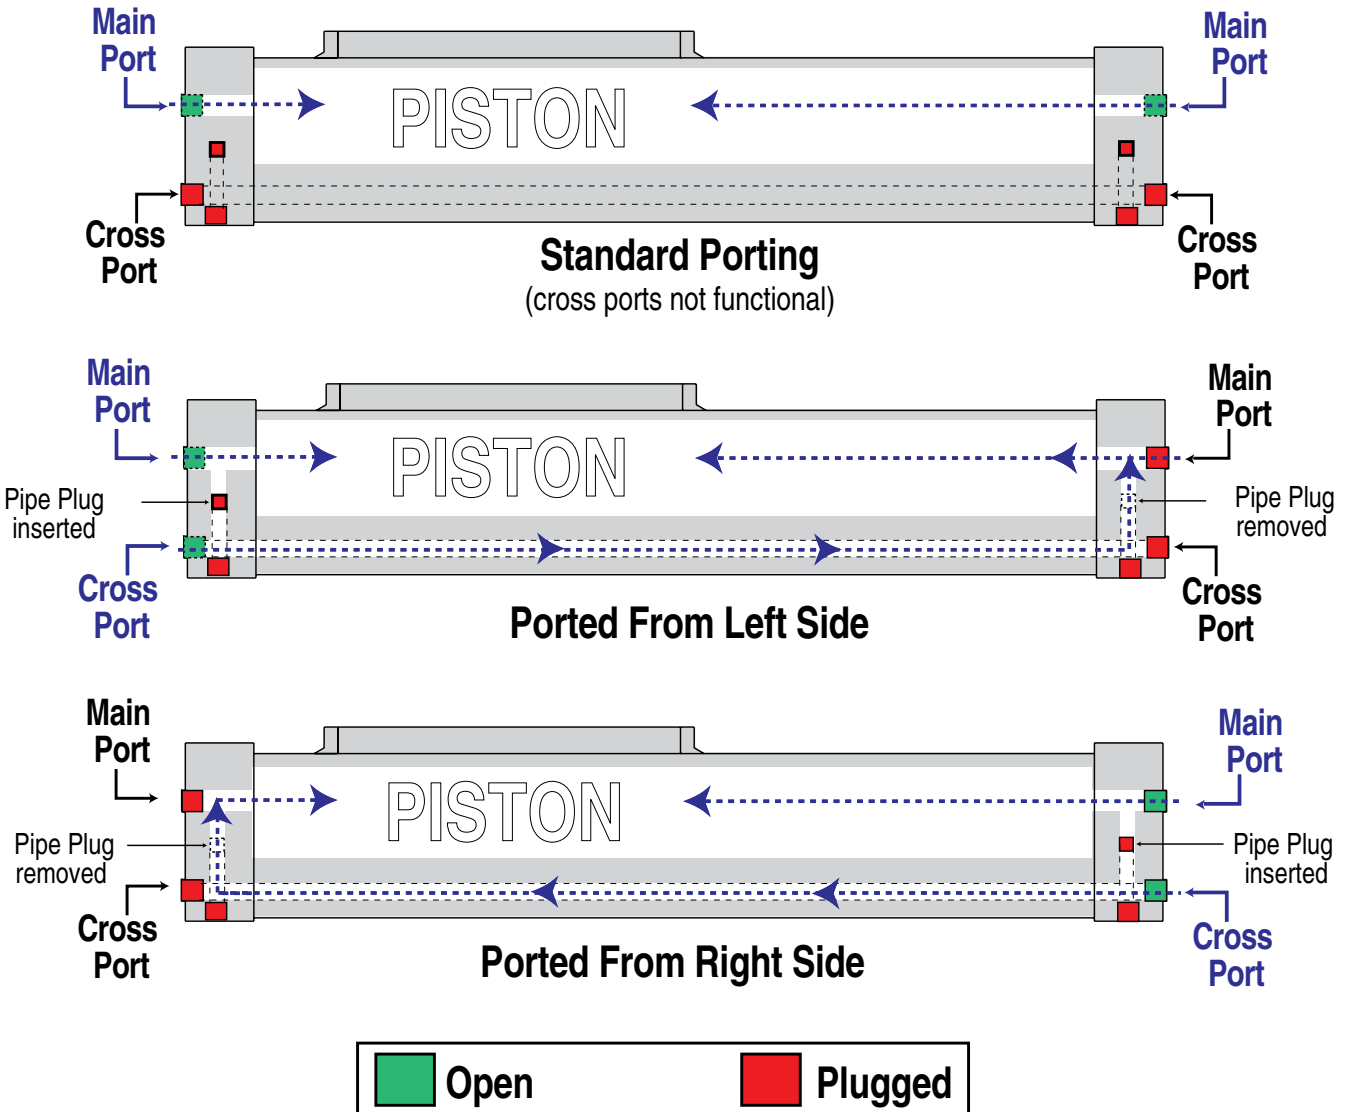 Main
Port
Main
Port
PISTON
Cross
Port
Cross
Port
Standard Porting
(cross ports not functional)
Main
Port
Main
Port
PISTON
Pipe Plug
inserted
Pipe Plug
removed
Cross
Port
Cross
Port
Ported From Left Side
Main
Port
Main
Port
PISTON
Pipe Plug
removed
Pipe Plug
inserted
Cross
Port
Cross
Port
Ported From Right Side
Open
Plugged